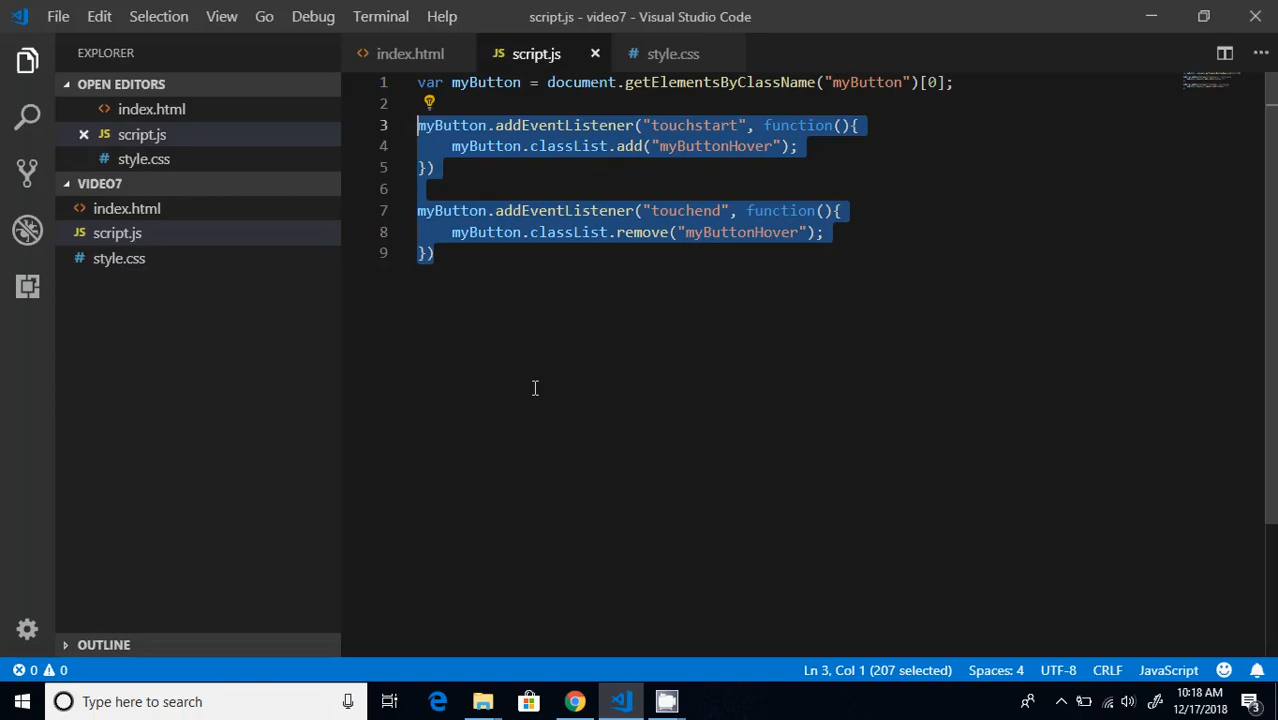 File Edit Selection View Go Debug Terminal Help script.js - video7 - Visual Studio Code
EXPLORER
OPEN EDITORS
index.html
script.js
style.css
VIDEO7
index.html
script.js
style.css
OUTLINE
index.html script.js style.css
1 var myButton = document.getElementsByClassName("myButton")[0];
2
3 myButton.addEventListener("touchstart", function(){
4 myButton.classList.add("myButtonHover");
5 })
6
7 myButton.addEventListener("touchend", function(){
8 myButton.classList.remove("myButtonHover");
9 })
0 0 Ln 3, Col 1 (207 selected) Spaces: 4 UTF-8 CRLF JavaScript
Type here to search
10:18 AM
12/17/2018
3